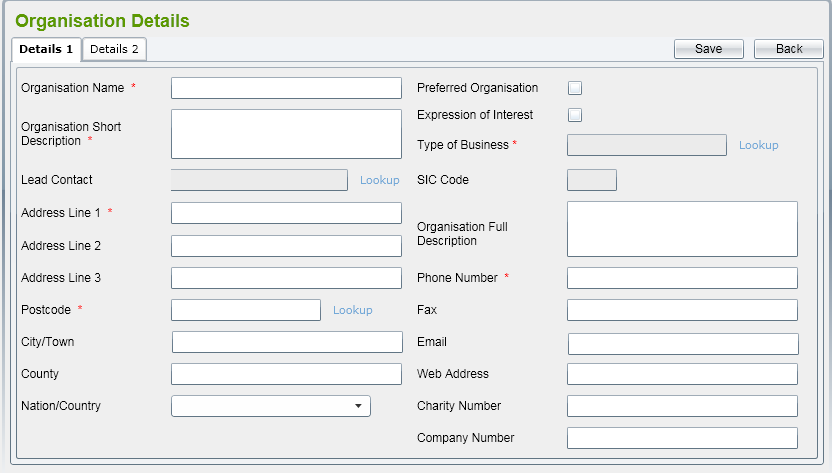 Organisation Details
Details 1
Details 2
Save
Back
Organisation Name *
Organisation Short
Description *
Lead Contact
Lookup
Address Line 1 *
Address Line 2
Address Line 3
Postcode *
Lookup
City/Town
County
Nation/Country
Preferred Organisation
Expression of Interest
Type of Business *
Lookup
SIC Code
Organisation Full
Description
Phone Number *
Fax
Email
Web Address
Charity Number
Company Number